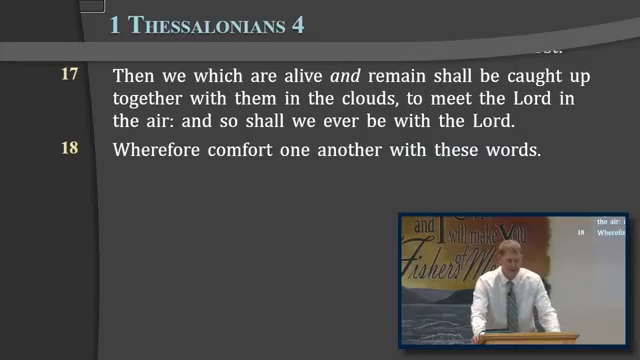 1 Thessalonians 4
17 Then we which are alive and remain shall be caught up
together with them in the clouds, to meet the Lord in
the air: and so shall we ever be with the Lord.
18 Wherefore comfort one another with these words.
the air:
18 Wherefor
and I
will make You
Fishers
of